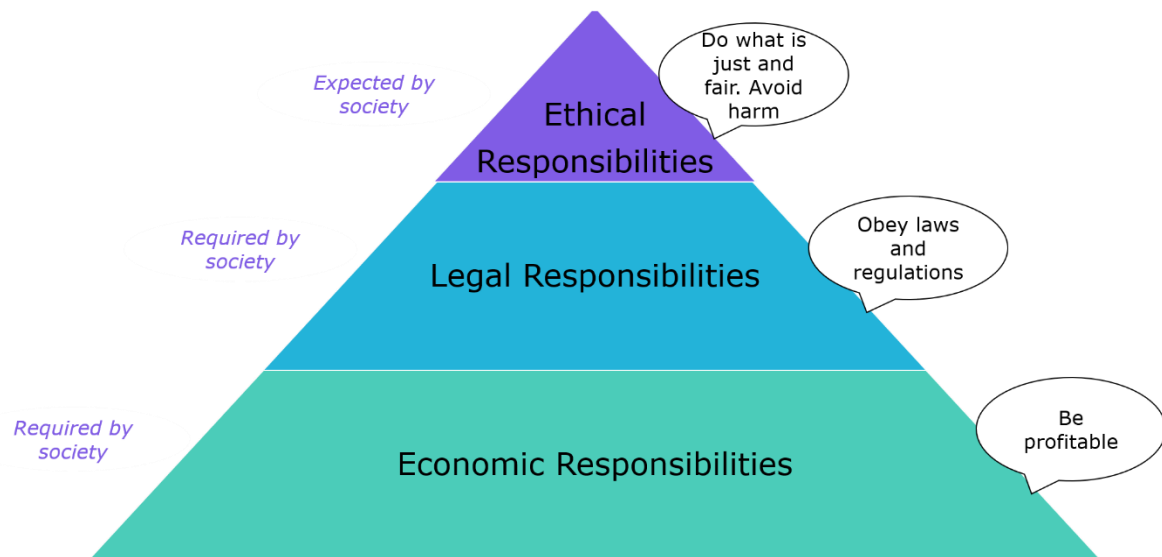 Expected by
society
Ethical
Responsibilities
Do what is
just and
fair. Avoid
harm
Required by
society
Legal Responsibilities
Obey laws
and
regulations
Required by
society
Economic Responsibilities
Be
profitable